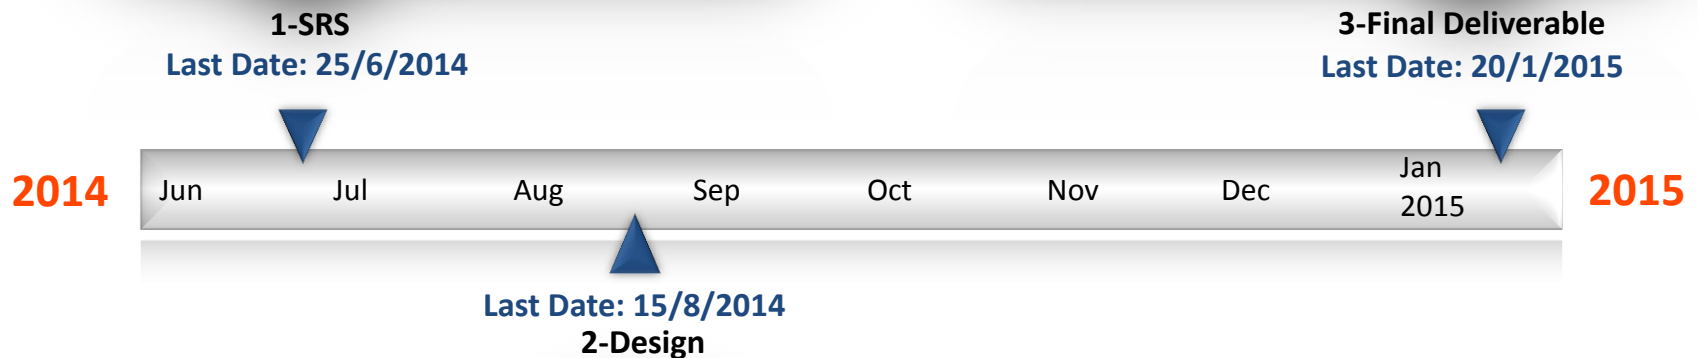 1-SRS
Last Date: 25/6/2014
3-Final Deliverable
Last Date: 20/1/2015
2014
Jun
Jul
Aug
Sep
Oct
Nov
Dec
Jan
2015
2015
Last Date: 15/8/2014
2-Design